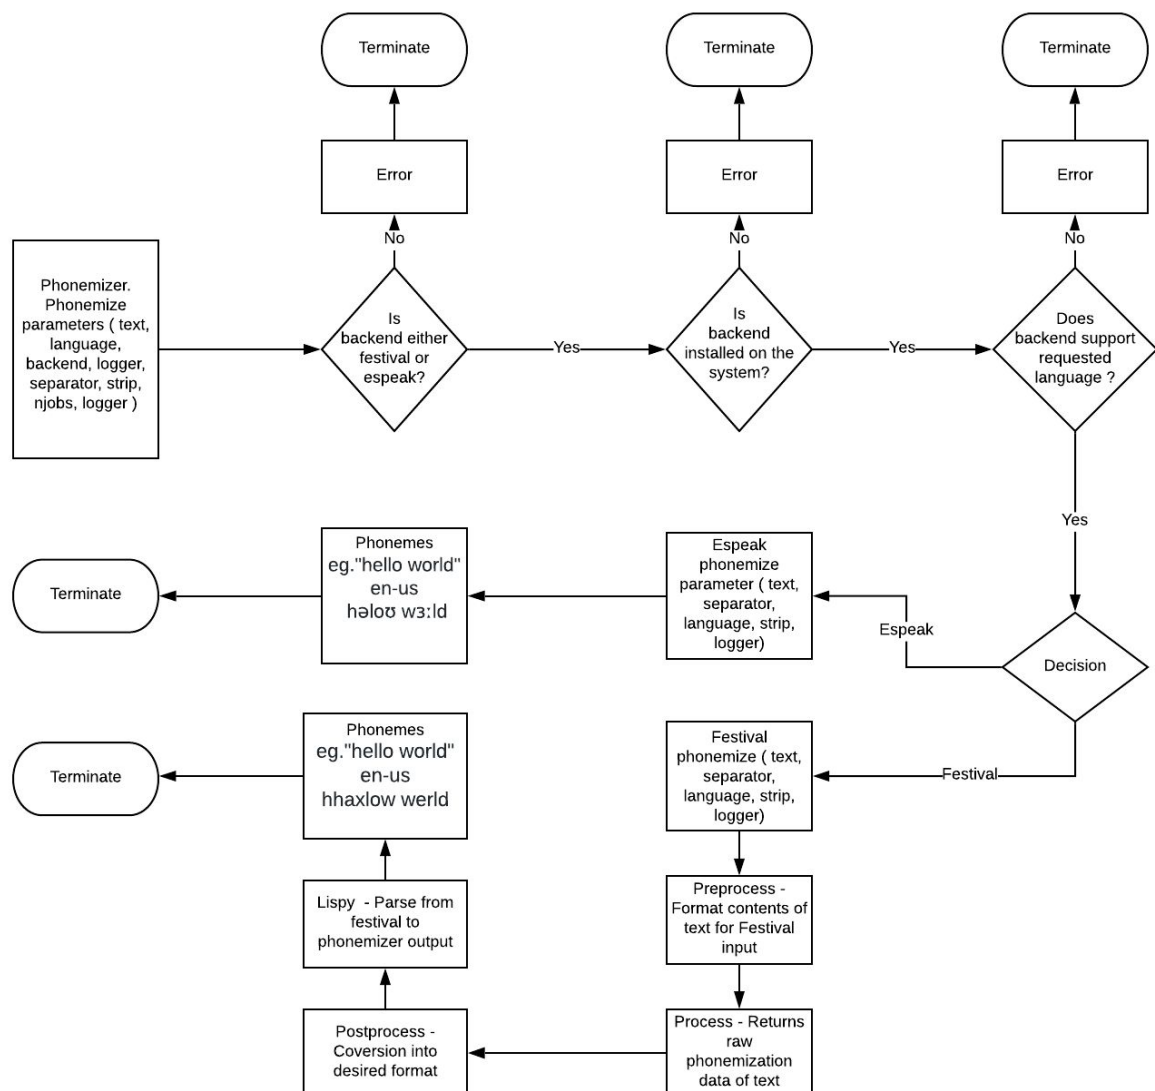 Terminate
Terminate
Terminate
Error
Error
Error
No
No
No
Phonemizer.
Phonemize
parameters ( text,
language,
backend, logger,
separator, strip,
njobs, logger )
Is
backend either
festival or
espeak?
Yes
Is
backend
installed on the
system?
Yes
Does
backend support
requested
language ?
Yes
Terminate
Phonemes
eg."hello world"
en-us
həloʊ wɜːld
Espeak
phonemize
parameter ( text,
separator,
language, strip,
logger)
Espeak
Decision
Terminate
Phonemes
eg."hello world"
en-us
hhaxlow werld
Festival
phonemize ( text,
separator,
language, strip,
logger)
Festival
Lispy - Parse from
festival to
phonemizer output
Preprocess -
Format contents of
text for Festival
input
Postprocess -
Coversion into
desired format
Process - Returns
raw
phonemization
data of text